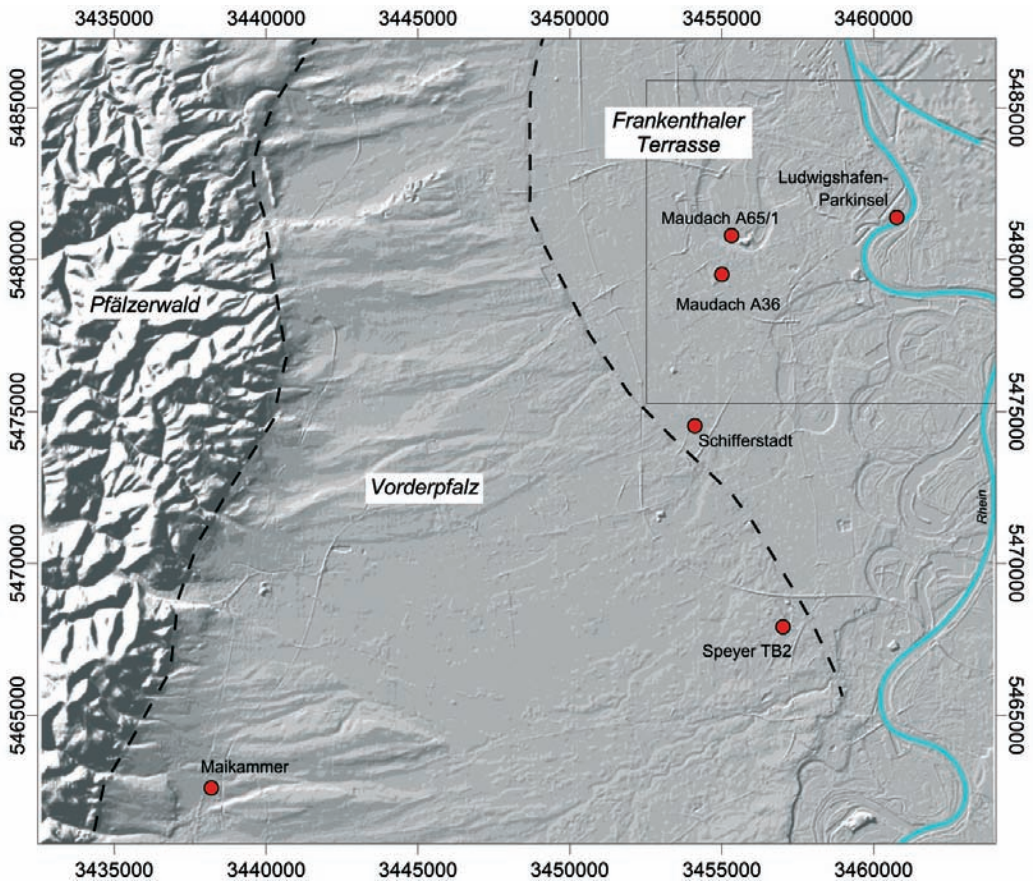 3435000 3440000 3445000 3450000 3455000 3460000
5485000
5480000
5475000
5470000
5465000
Frankenthaler
Terrasse
Ludwigshafen-
Parkinsel
Maudach A65/1
Maudach A36
Pfälzerwald
Schifferstadt
Vorderpfalz
Rhein
Speyer TB2
Maikammer
5485000
5480000
5475000
5470000
5465000
3435000 3440000 3445000 3450000 3455000 3460000